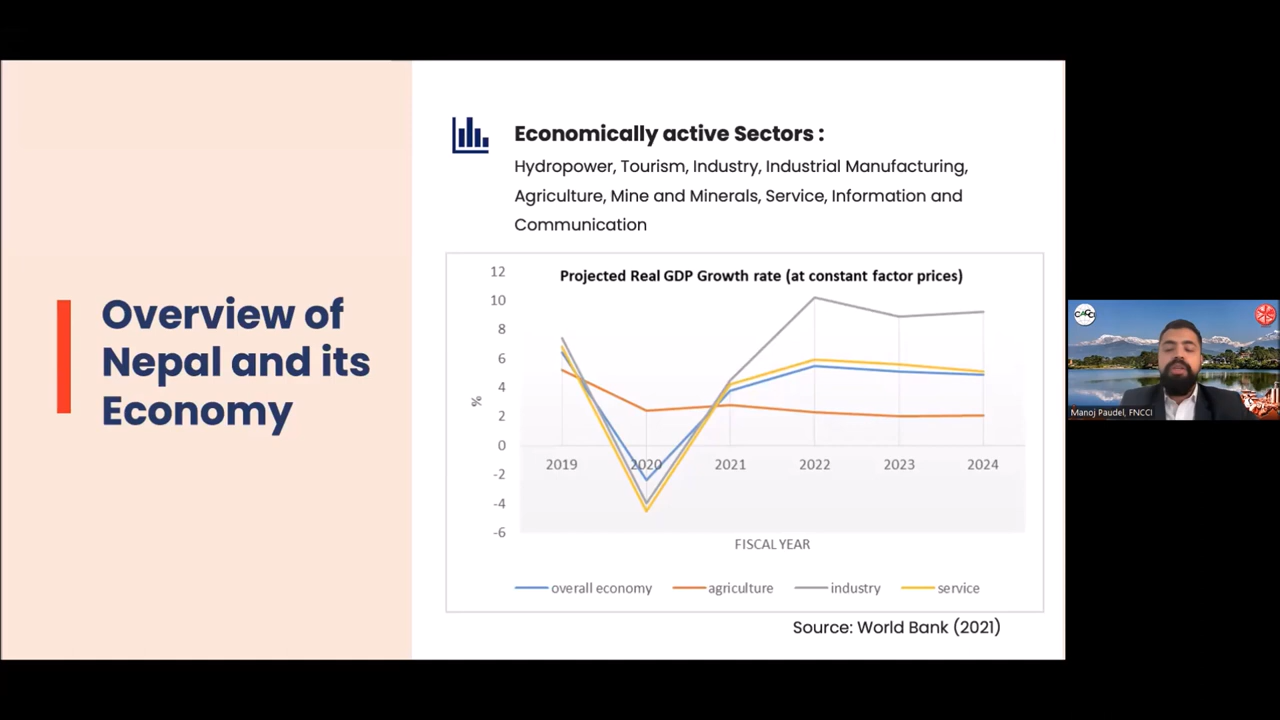 Overview of
Nepal and its
Economy
Economically active Sectors :
Hydropower, Tourism, Industry, Industrial Manufacturing,
Agriculture, Mine and Minerals, Service, Information and
Communication
Projected Real GDP Growth rate (at constant factor prices)
12
10
8
6
4
2
0
-2
-4
-6
%
2019 2020 2021 2022 2023 2024
FISCAL YEAR
overall economy agriculture industry service
Source: World Bank (2021)
CACCI
Manoj Paudel, FNCCI